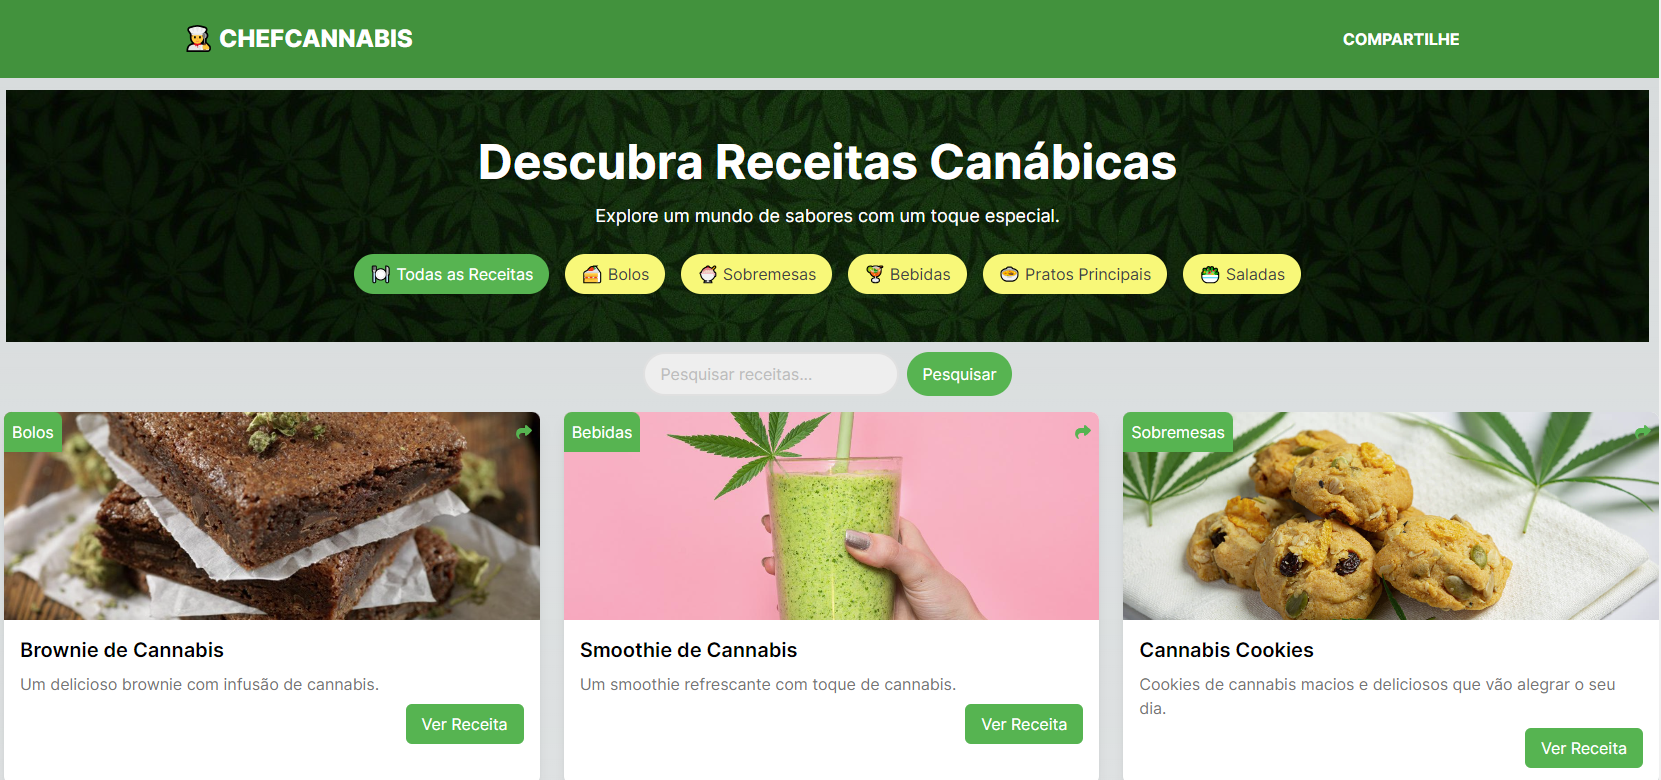 CHEFCANNABIS
COMPARTILHE
Descubra Receitas Canábicas
Explore um mundo de sabores com um toque especial.
Todas as Receitas
Bolos
Sobremesas
Bebidas
Pratos Principais
Saladas
Pesquisar receitas...
Pesquisar
Bolos
Brownie de Cannabis
Um delicioso brownie com infusão de cannabis.
Ver Receita
Bebidas
Smoothie de Cannabis
Um smoothie refrescante com toque de cannabis.
Ver Receita
Sobremesas
Cannabis Cookies
Cookies de cannabis macios e deliciosos que vão alegrar o seu
dia.
Ver Receita